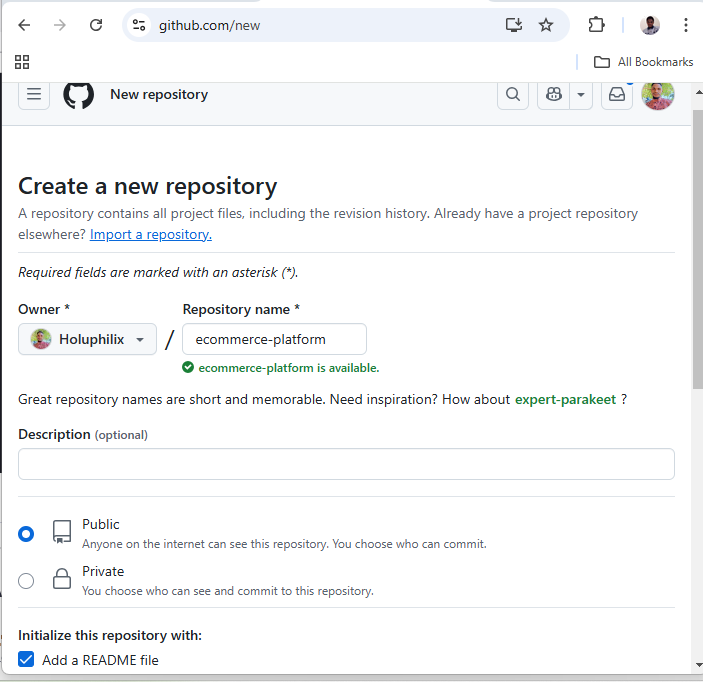 github.com/new
All Bookmarks
New repository
Create a new repository
A repository contains all project files, including the revision history. Already have a project repository
elsewhere? Import a repository.
Required fields are marked with an asterisk (*).
Owner * Repository name *
Holuphilix / ecommerce-platform
ecommerce-platform is available.
Great repository names are short and memorable. Need inspiration? How about expert-parakeet ?
Description (optional)
Public
Anyone on the internet can see this repository. You choose who can commit.
Private
You choose who can see and commit to this repository.
Initialize this repository with:
Add a README file